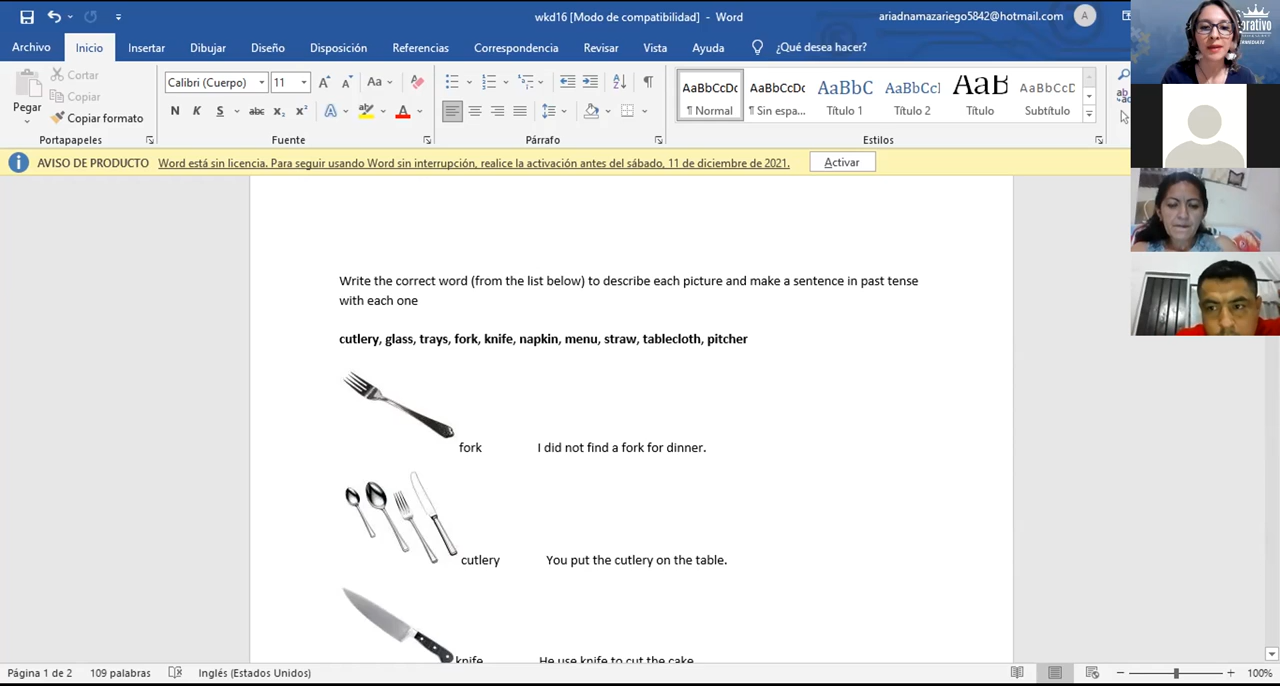 wkd16 [Modo de compatibilidad] - Word
ariadnamazariego5842@hotmail.com A
Archivo Inicio Insertar Dibujar Diseño Disposición Referencias Correspondencia Revisar Vista Ayuda ¿Qué desea hacer?
Pegar
Cortar
Copiar
Copiar formato
Portapapeles
Calibri (Cuerpo) 11
N K S abc
Fuente
Párrafo
AaBbCcDc AaBbCcDc AaBbC AaBbCcl AaB AaBbCcD
Normal Sin espa... Título 1 Título 2 Título Subtítulo
Estilos
AVISO DE PRODUCTO Word está sin licencia. Para seguir usando Word sin interrupción, realice la activación antes del sábado, 11 de diciembre de 2021. Activar
Write the correct word (from the list below) to describe each picture and make a sentence in past tense
with each one
cutlery, glass, trays, fork, knife, napkin, menu, straw, tablecloth, pitcher
fork I did not find a fork for dinner.
cutlery You put the cutlery on the table.
knife He use knife to cut the cake
Página 1 de 2 109 palabras Inglés (Estados Unidos) 100%